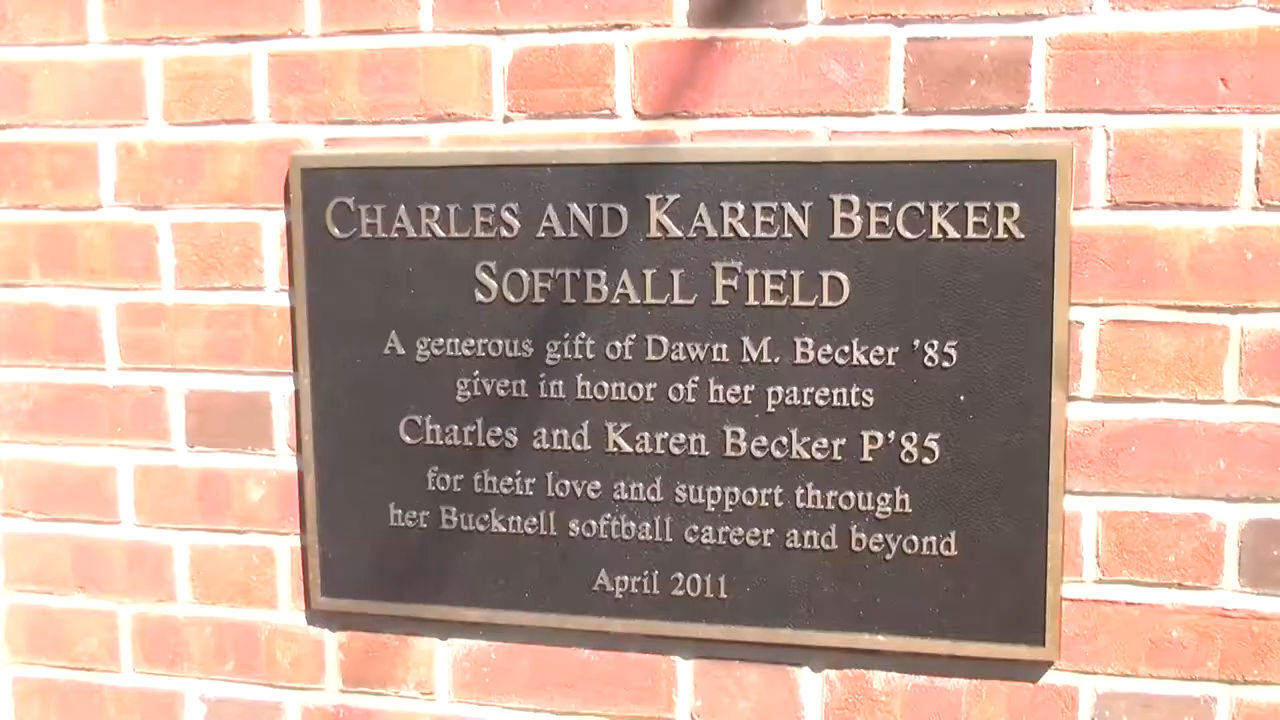 CHARLES AND KAREN BECKER
SOFTBALL FIELD
A generous gift of Dawn M. Becker '85
given in honor of her parents
Charles and Karen Becker P'85
for their love and support through
her Bucknell softball career and beyond
April 2011